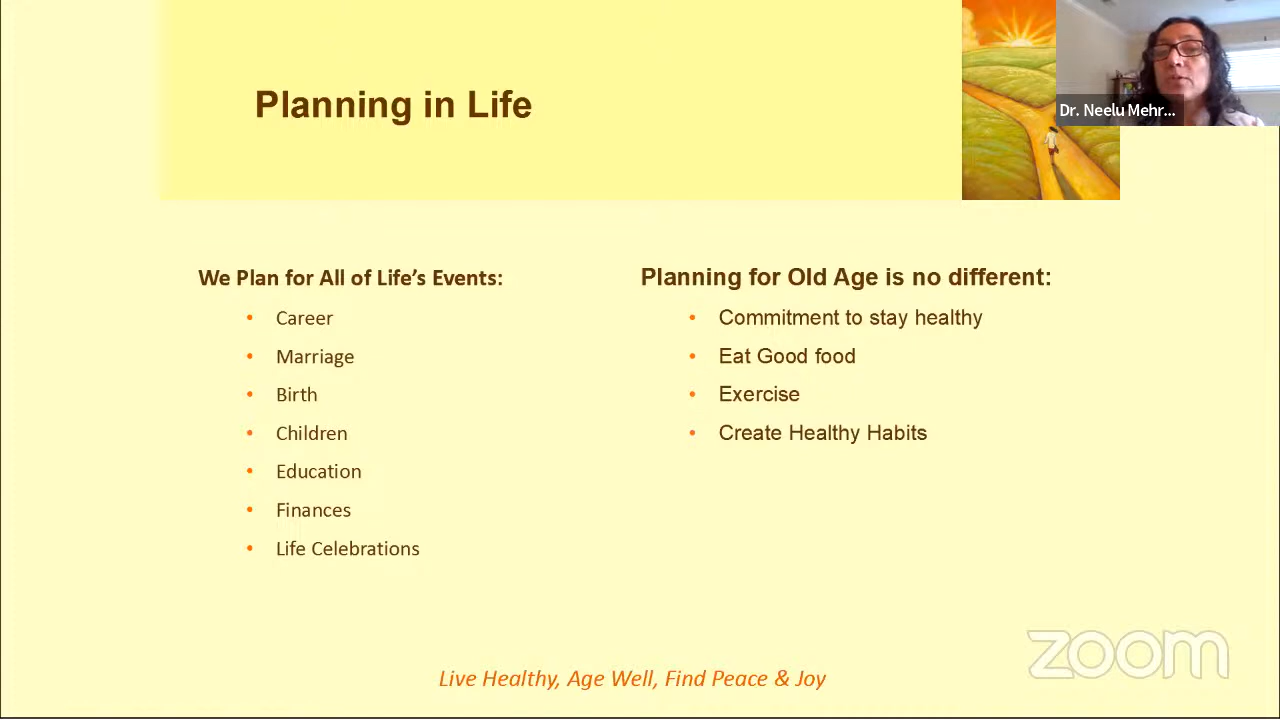 Planning in Life
Dr. Neelu Mehr...
We Plan for All of Life's Events:
• Career
• Marriage
• Birth
• Children
• Education
• Finances
• Life Celebrations
Planning for Old Age is no different:
• Commitment to stay healthy
• Eat Good food
• Exercise
• Create Healthy Habits
Live Healthy, Age Well, Find Peace & Joy
zoom